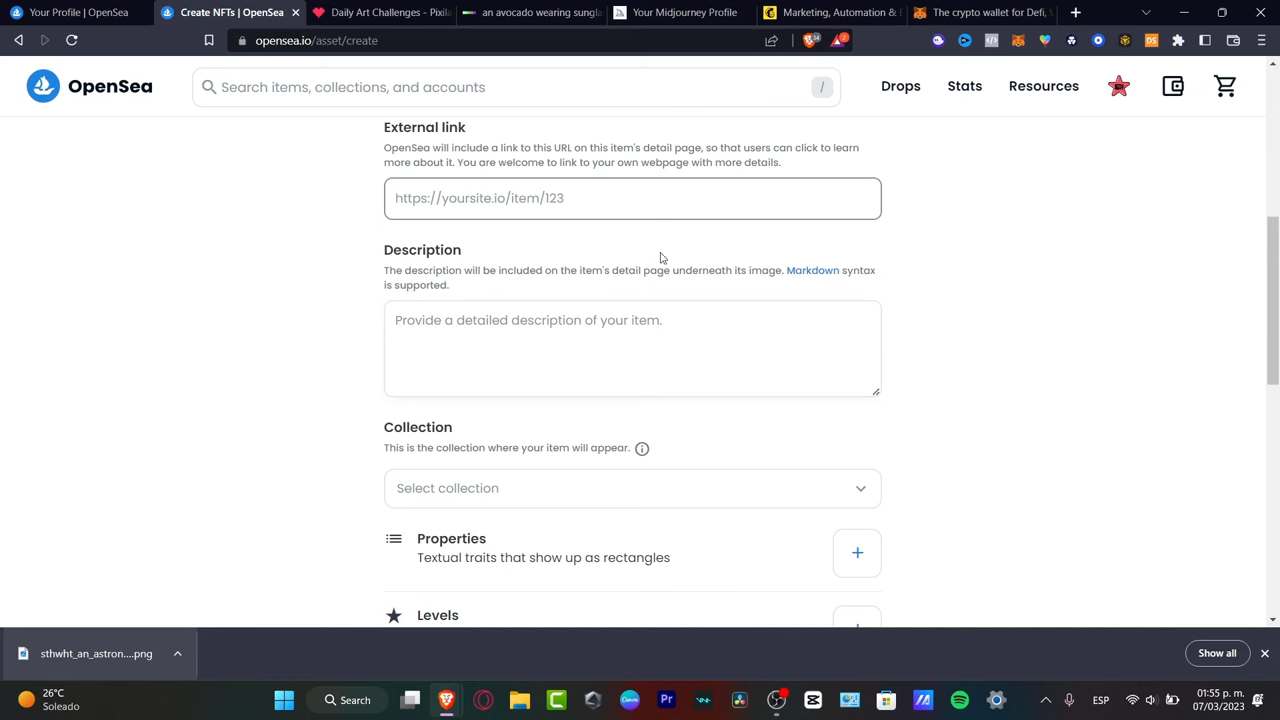 Your Profile | OpenSea
Create NFTs | OpenSea
Daily Art Challenges - Pixila
an avocado wearing sungla
Your Midjourney Profile
Marketing, Automation & E
The crypto wallet for Defi, W
opensea.io/asset/create
OpenSea
Search items, collections, and accounts
/
Drops
Stats
Resources
External link
OpenSea will include a link to this URL on this item's detail page, so that users can click to learn
more about it. You are welcome to link to your own webpage with more details.
https://yoursite.io/item/123
Description
The description will be included on the item's detail page underneath its image. Markdown syntax
is supported.
Provide a detailed description of your item.
Collection
This is the collection where your item will appear.
Select collection
Properties
Textual traits that show up as rectangles
Levels
sthwht_an_astron....png
Show all
26°C
Soleado
Search
ESP
01:55 p. m.
07/03/2023